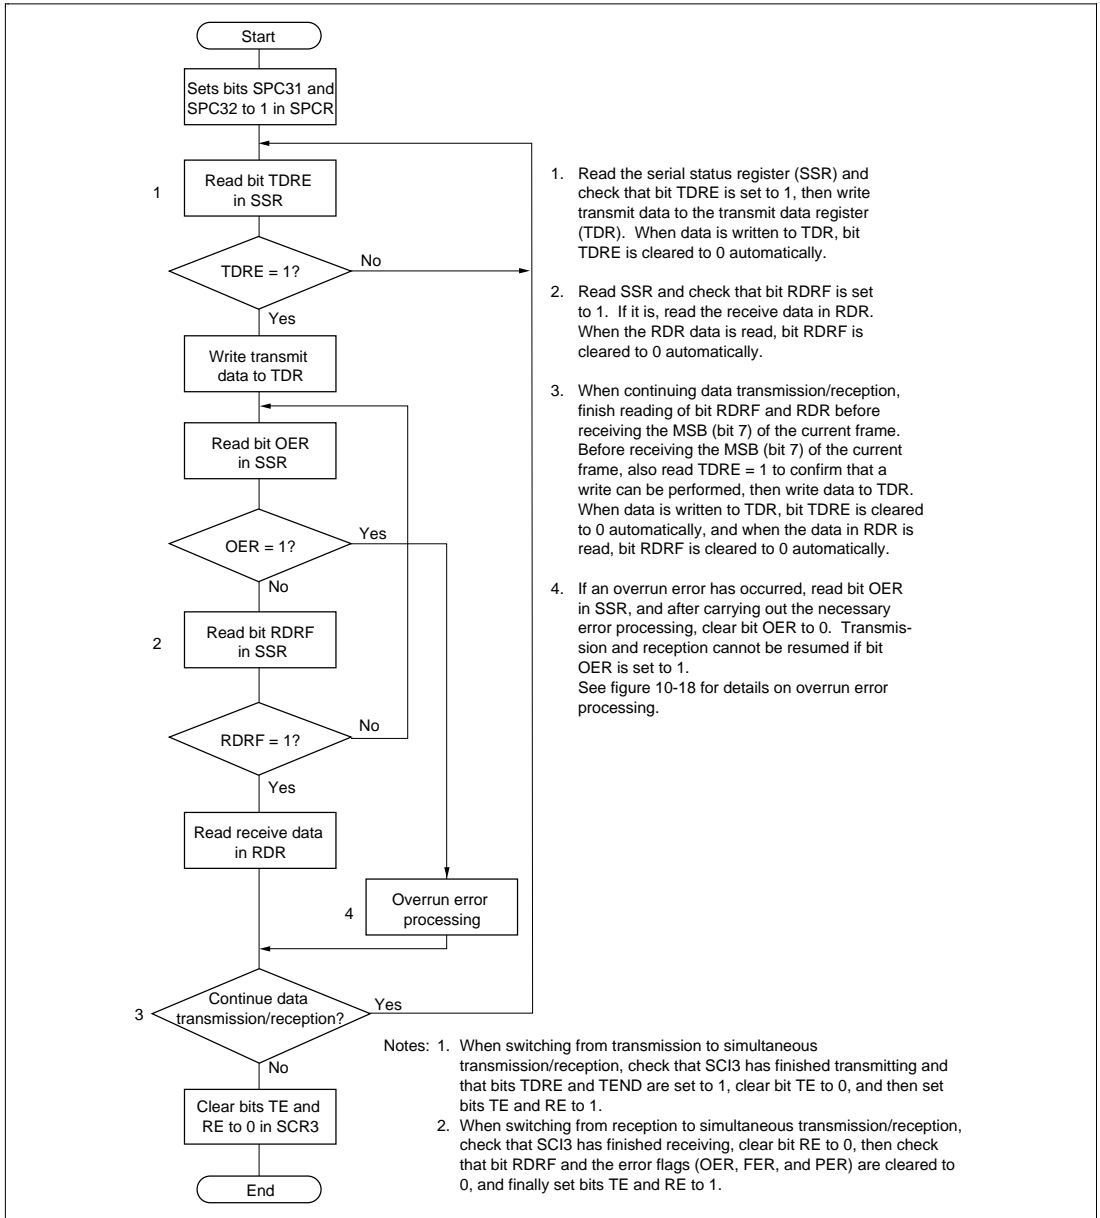 Start
Sets bits SPC31 and
SPC32 to 1 in SPCR
1
Read bit TDRE
in SSR
TDRE = 1?
No
Yes
Write transmit
data to TDR
Read bit OER
in SSR
OER = 1?
Yes
No
2
Read bit RDRF
in SSR
RDRF = 1?
No
Yes
Read receive data
in RDR
4
Overrun error
processing
3
Continue data
transmission/reception?
Yes
No
Clear bits TE and
RE to 0 in SCR3
End
1. Read the serial status register (SSR) and
check that bit TDRE is set to 1, then write
transmit data to the transmit data register
(TDR). When data is written to TDR, bit
TDRE is cleared to 0 automatically.
2. Read SSR and check that bit RDRF is set
to 1. If it is, read the receive data in RDR.
When the RDR data is read, bit RDRF is
cleared to 0 automatically.
3. When continuing data transmission/reception,
finish reading of bit RDRF and RDR before
receiving the MSB (bit 7) of the current frame.
Before receiving the MSB (bit 7) of the current
frame, also read TDRE = 1 to confirm that a
write can be performed, then write data to TDR.
When data is written to TDR, bit TDRE is cleared
to 0 automatically, and when the data in RDR is
read, bit RDRF is cleared to 0 automatically.
4. If an overrun error has occurred, read bit OER
in SSR, and after carrying out the necessary
error processing, clear bit OER to 0. Transmis-
sion and reception cannot be resumed if bit
OER is set to 1.
See figure 10-18 for details on overrun error
processing.
Notes: 1. When switching from transmission to simultaneous
transmission/reception, check that SCI3 has finished transmitting and
that bits TDRE and TEND are set to 1, clear bit TE to 0, and then set
bits TE and RE to 1.
2. When switching from reception to simultaneous transmission/reception,
check that SCI3 has finished receiving, clear bit RE to 0, then check
that bit RDRF and the error flags (OER, FER, and PER) are cleared to
0, and finally set bits TE and RE to 1.